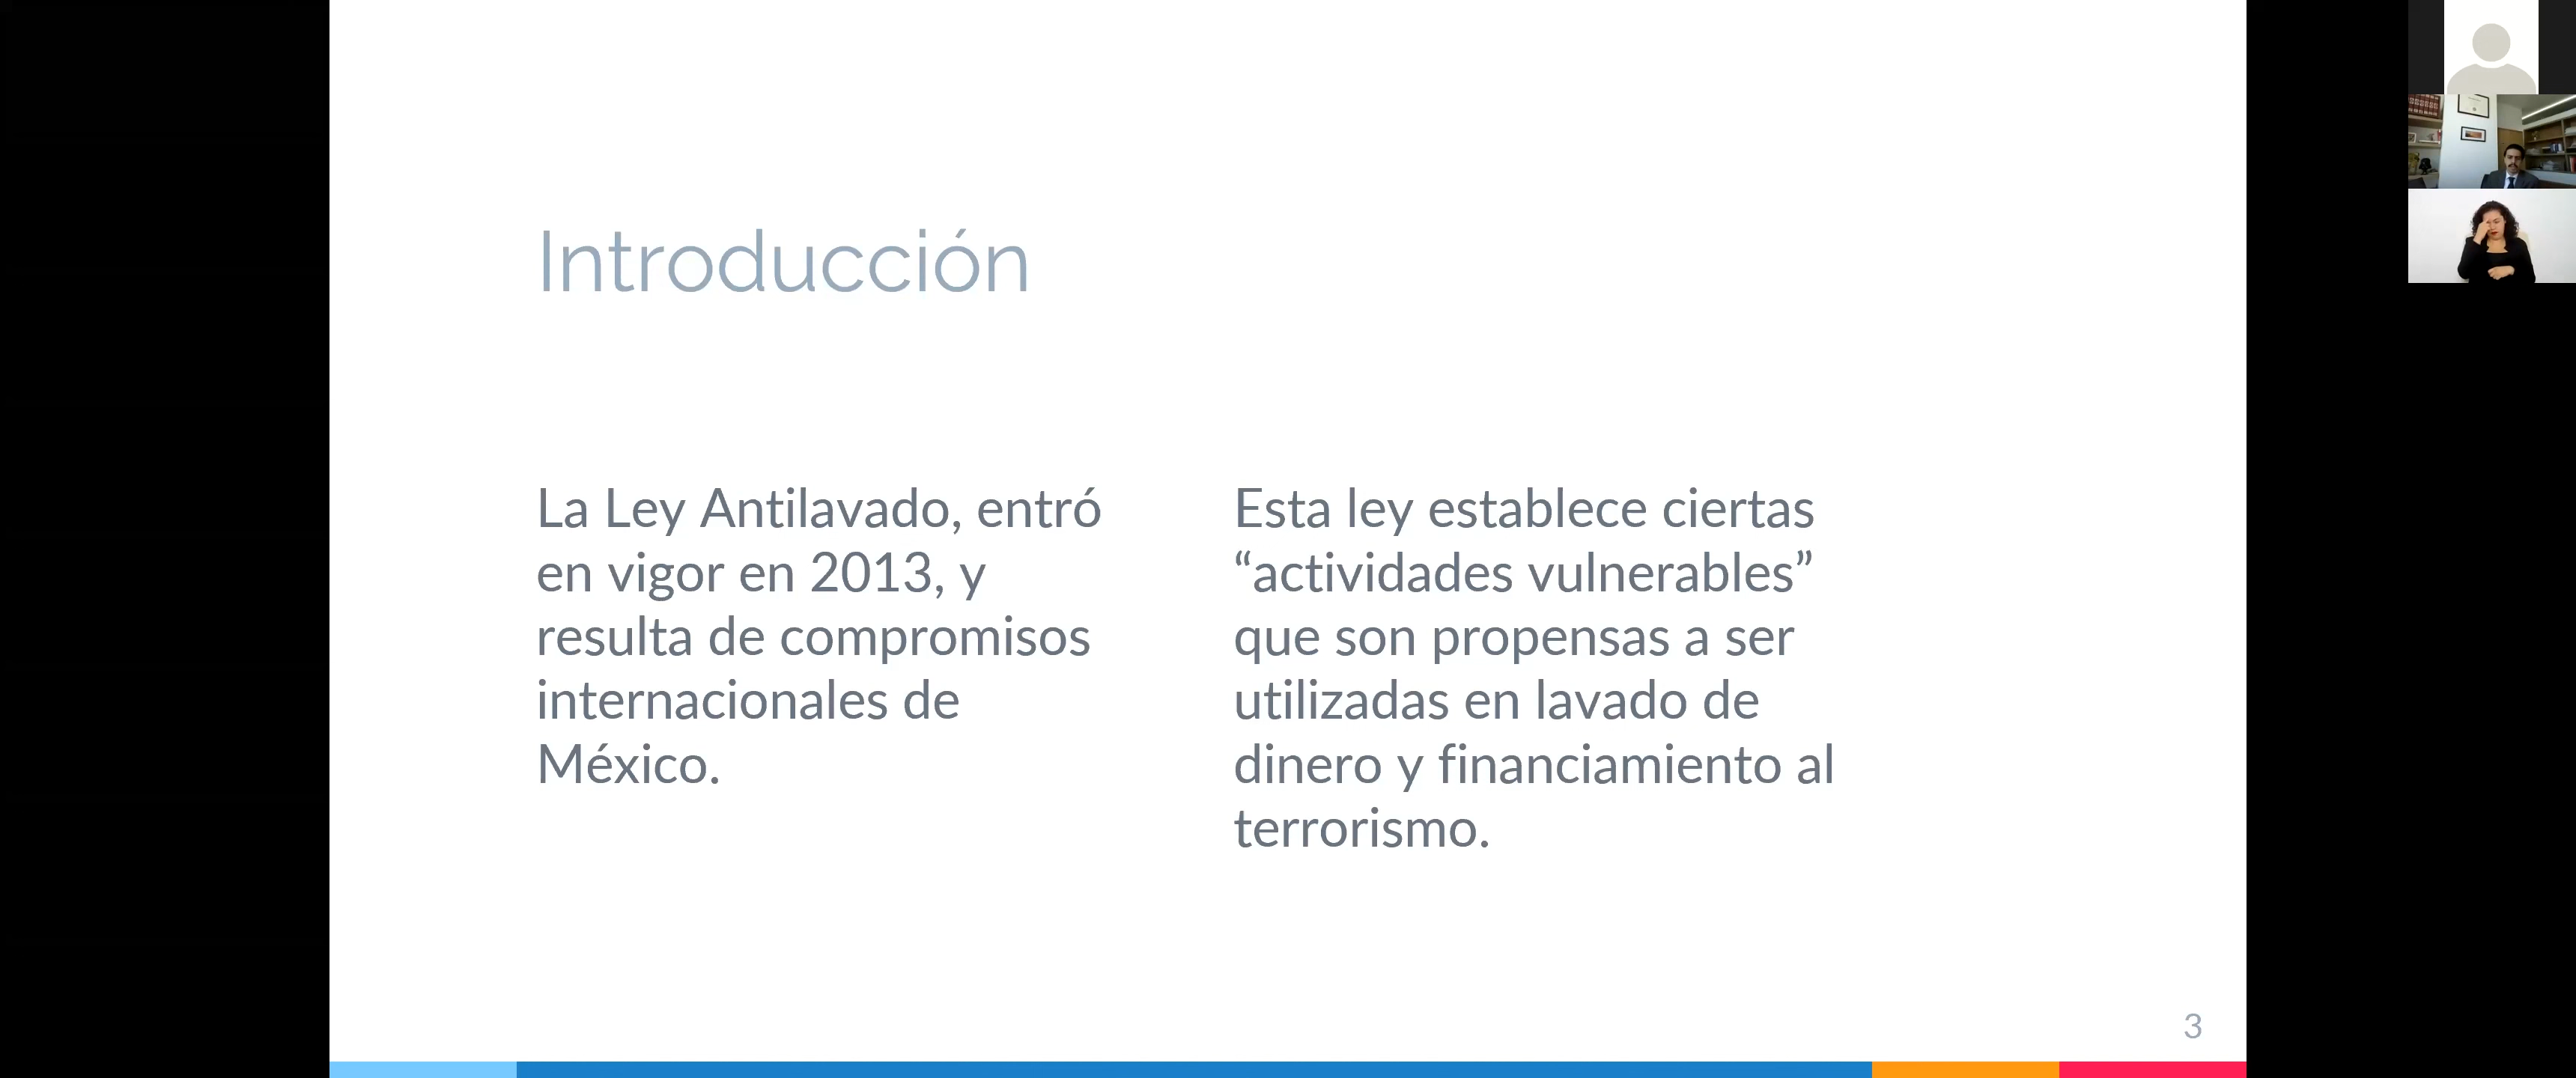 Introducción
La Ley Antilavado, entró
en vigor en 2013, y
resulta de compromisos
internacionales de
México.
Esta ley establece ciertas
“actividades vulnerables”
que son propensas a ser
utilizadas en lavado de
dinero y financiamiento al
terrorismo.
3